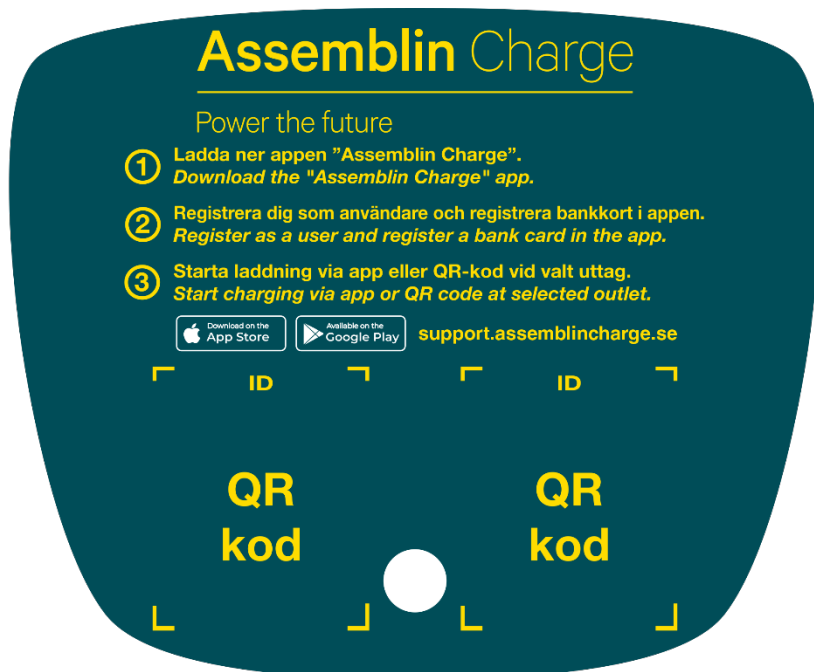 Assemblin Charge
Power the future
1 Ladda ner appen ”Assemblin Charge”.
Download the "Assemblin Charge" app.
2 Registrera dig som användare och registrera bankkort i appen.
Register as a user and register a bank card in the app.
3 Starta laddning via app eller QR-kod vid valt uttag.
Start charging via app or QR code at selected outlet.
Download on the
App Store
Available on the
Google Play
support.assemblincharge.se
ID
QR
kod
ID
QR
kod